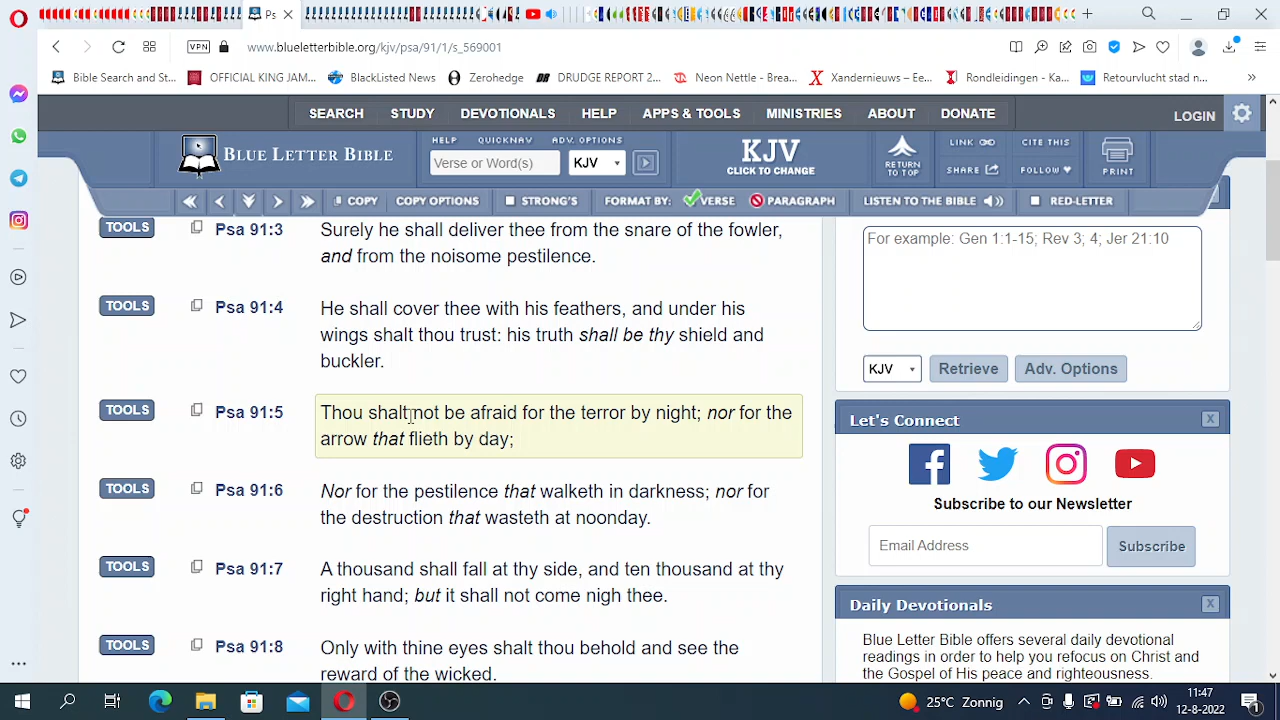 Ps
VPN
www.blueletterbible.org/kjv/psa/91/1/s_569001
Bible Search and St...
OFFICIAL KING JAM...
BlackListed News
Zerohedge
DRUDGE REPORT 2...
Neon Nettle - Brea...
Xandernieuws – Ee...
Rondleidingen - Ka...
Retourvlucht stad n...
»
SEARCH
STUDY
DEVOTIONALS
HELP
APPS & TOOLS
MINISTRIES
ABOUT
DONATE
LOGIN
BLUE LETTER BIBLE
HELP
QUICKNAV
ADV. OPTIONS
Verse or Word(s)
KJV
KJV
CLICK TO CHANGE
RETURN
TO TOP
LINK
CITE THIS
SHARE
FOLLOW
PRINT
COPY
COPY OPTIONS
STRONG'S
FORMAT BY:
VERSE
PARAGRAPH
LISTEN TO THE BIBLE
RED-LETTER
TOOLS
Psa 91:3
Surely he shall deliver thee from the snare of the fowler,
and from the noisome pestilence.
TOOLS
Psa 91:4
He shall cover thee with his feathers, and under his
wings shalt thou trust: his truth shall be thy shield and
buckler.
TOOLS
Psa 91:5
Thou shalt not be afraid for the terror by night; nor for the
arrow that flieth by day;
TOOLS
Psa 91:6
Nor for the pestilence that walketh in darkness; nor for
the destruction that wasteth at noonday.
TOOLS
Psa 91:7
A thousand shall fall at thy side, and ten thousand at thy
right hand; but it shall not come nigh thee.
TOOLS
Psa 91:8
Only with thine eyes shalt thou behold and see the
reward of the wicked.
For example: Gen 1:1-15; Rev 3; 4; Jer 21:10
KJV
Retrieve
Adv. Options
Let's Connect
X
Subscribe to our Newsletter
Email Address
Subscribe
Daily Devotionals
X
Blue Letter Bible offers several daily devotional
readings in order to help you refocus on Christ and
the Gospel of His peace and righteousness.
25°C Zonnig
11:47
12-8-2022
1